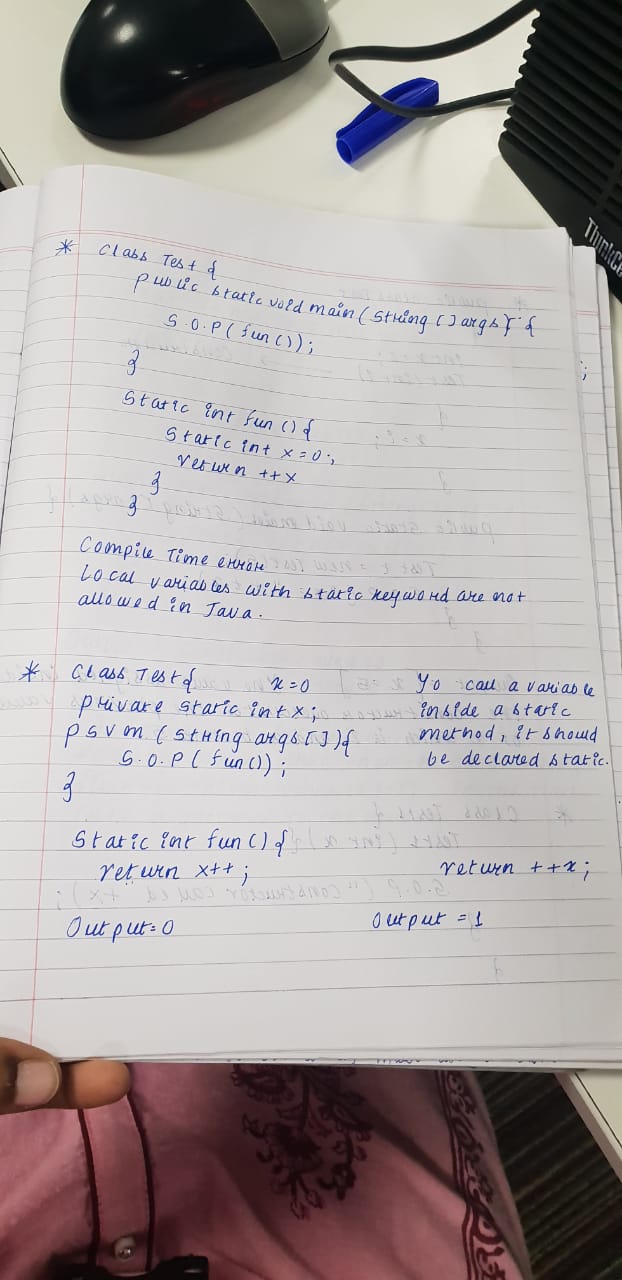 * Class Test {
public static void main (String [] args) {
S.O.P ( fun ());
}
Static int fun () {
Static int x = 0;
return ++x
}
}
Compile Time error
Local variables with static keyword are not
allowed in Java.
* Class Test { x=0
private static int x;
psvm (String args []) {
S.O.P ( fun ());
}
To call a variable
inside a static
method, it should
be declared static.
Static int fun () {
return x++; return ++x;
Output=0 Output = 1
ThinkCe